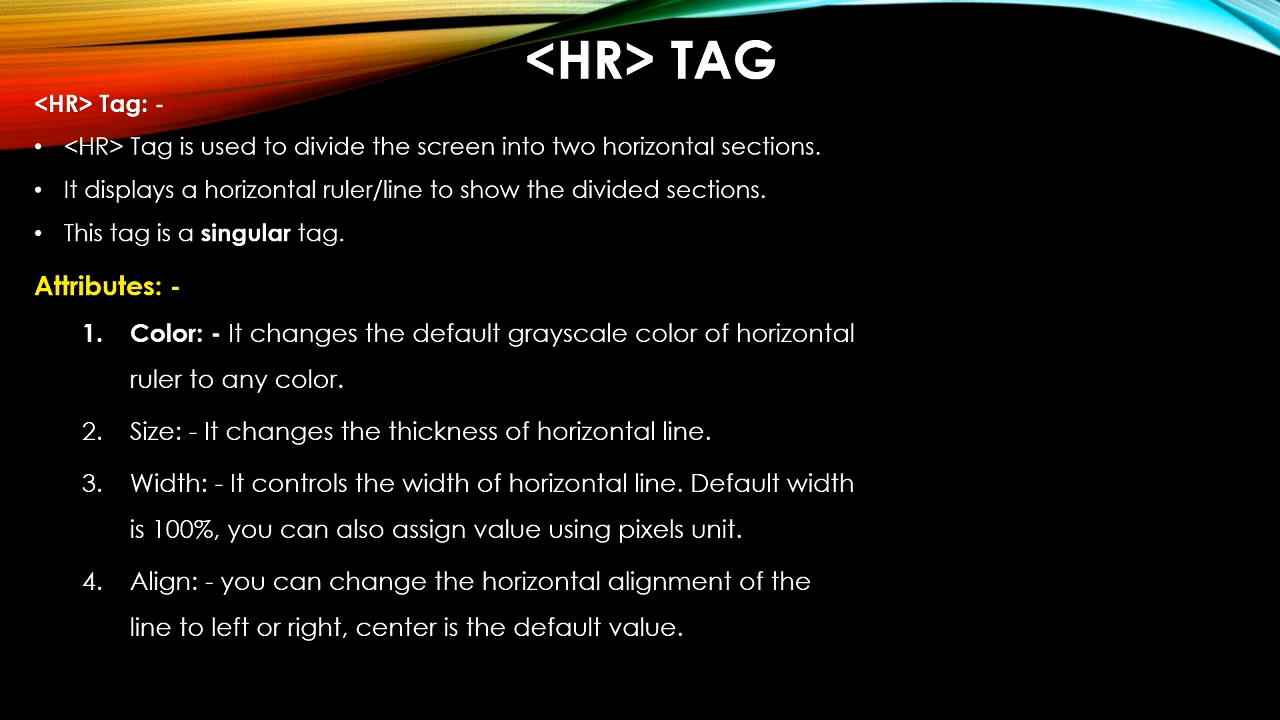 <HR> TAG
<HR> Tag: -
• <HR> Tag is used to divide the screen into two horizontal sections.
• It displays a horizontal ruler/line to show the divided sections.
• This tag is a singular tag.
Attributes: -
1. Color: - It changes the default grayscale color of horizontal
ruler to any color.
2. Size: - It changes the thickness of horizontal line.
3. Width: - It controls the width of horizontal line. Default width
is 100%, you can also assign value using pixels unit.
4. Align: - you can change the horizontal alignment of the
line to left or right, center is the default value.